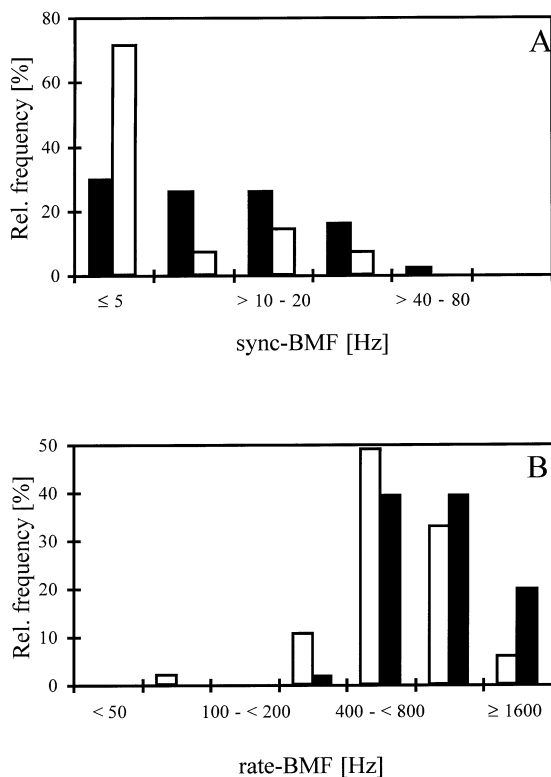 A
Rel. frequency [%]
80
60
40
20
0
≤ 5 > 10 - 20 > 40 - 80
sync-BMF [Hz]
B
Rel. frequency [%]
50
40
30
20
10
0
< 50 100 - < 200 400 - < 800 ≥ 1600
rate-BMF [Hz]